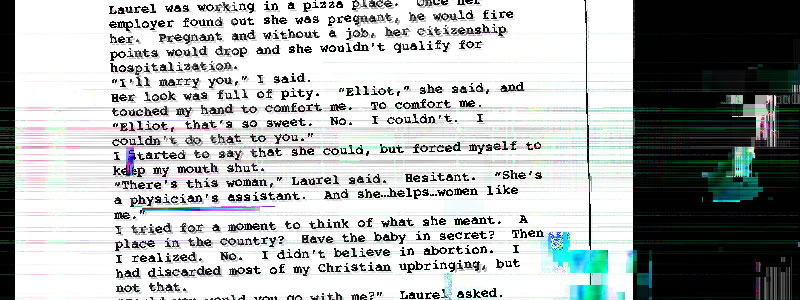 Laurel was working in a pizza place. Once her
employer found out she was pregnant, he would fire
her. Pregnant and without a job, her citizenship
points would drop and she wouldn't qualify for
hospitalization.
"I'll marry you," I said.
Her look was full of pity. "Elliot," she said, and
touched my hand to comfort me. To comfort me.
"Elliot, that's so sweet. No. I couldn't. I
couldn't do that to you."
I started to say that she could, but forced myself to
keep my mouth shut.
"There's this woman," Laurel said. Hesitant. "She's
a physician's assistant. And she…helps…women like
me."
I tried for a moment to think of what she meant. A
place in the country? Have the baby in secret? Then
I realized. No. I didn't believe in abortion. I
had discarded most of my Christian upbringing, but
not that.
you would you go with me?" Laurel asked.